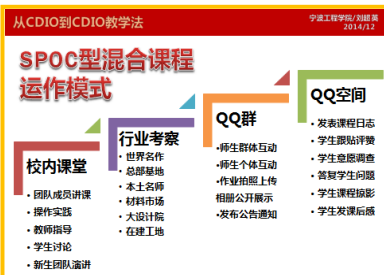 从CDIO到CDIO教学法
宁波工程学院/刘超英
2014/12
SPOC型混合课程
运作模式
校内课堂
• 团队成员讲课
• 操作实践
• 教师指导
• 学生讨论
• 新生团队演讲
行业考察
• 世界名作
• 总部基地
• 本土名师
• 材料市场
• 大设计院
• 在建工地
QQ群
•师生群体互动
•师生个体互动
•作业拍照上传
相册公开展示
•发布公告通知
QQ空间
• 发表课程日志
• 学生跟贴评赞
• 学生意愿调查
• 答复学生问题
• 学生课程掠影
• 学生发课后感